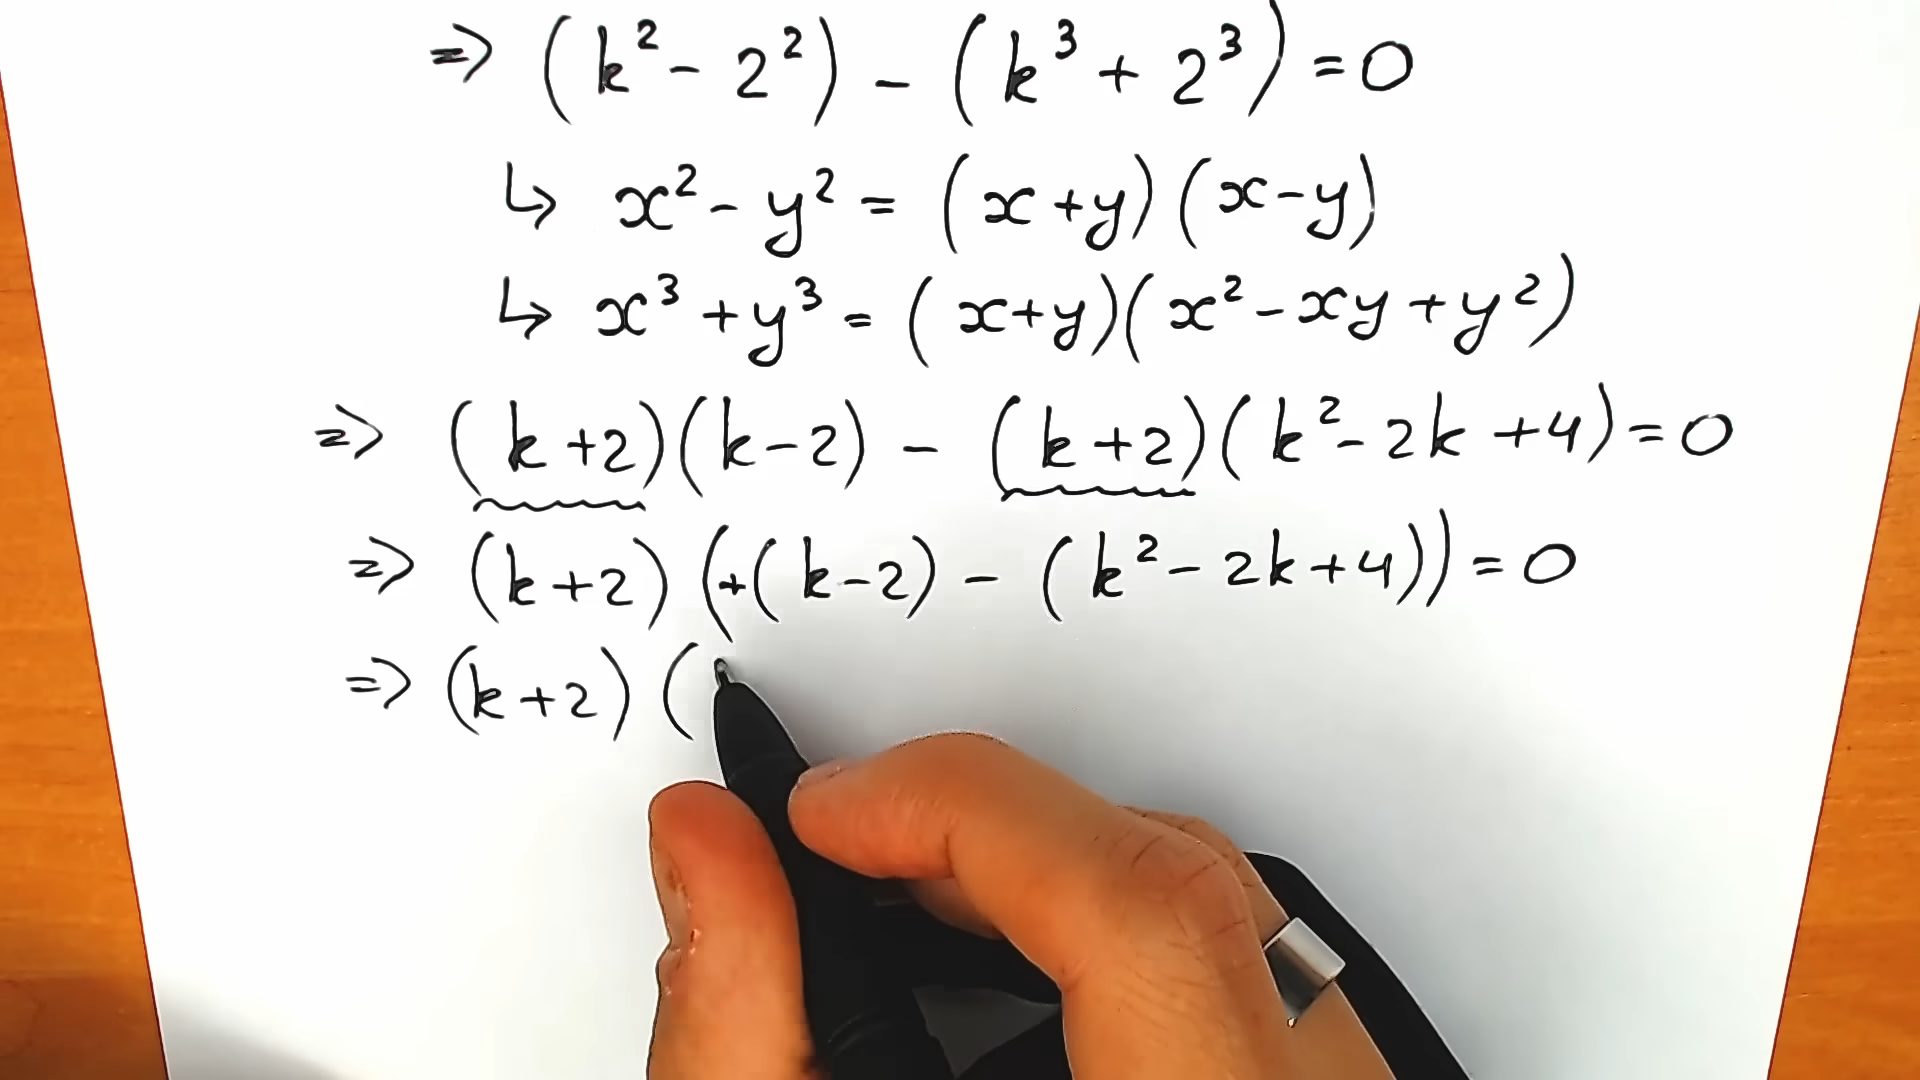 => (k² - 2²) - (k³ + 2³) = 0
↳ x² - y² = (x+y)(x-y)
↳ x³ + y³ = (x+y)(x² - xy + y²)
=> (k+2)(k-2) - (k+2)(k² - 2k + 4) = 0
=> (k+2)(+(k-2) - (k² - 2k + 4)) = 0
=> (k+2)(